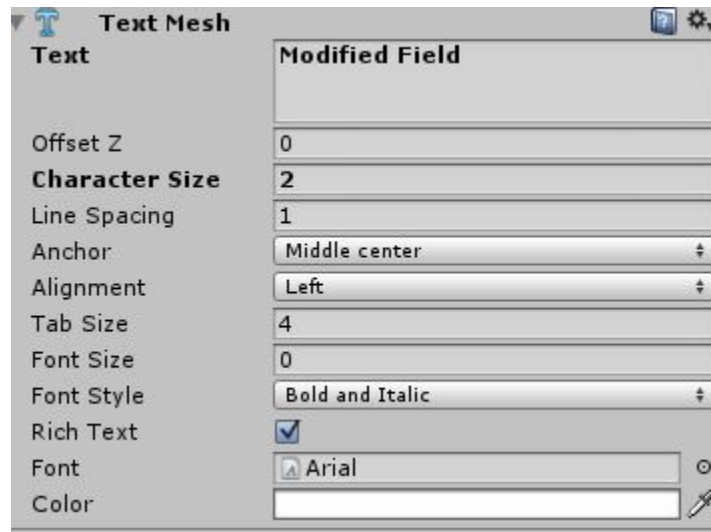 Text Mesh
Text Modified Field
Offset Z 0
Character Size 2
Line Spacing 1
Anchor Middle center
Alignment Left
Tab Size 4
Font Size 0
Font Style Bold and Italic
Rich Text
Font Arial
Color